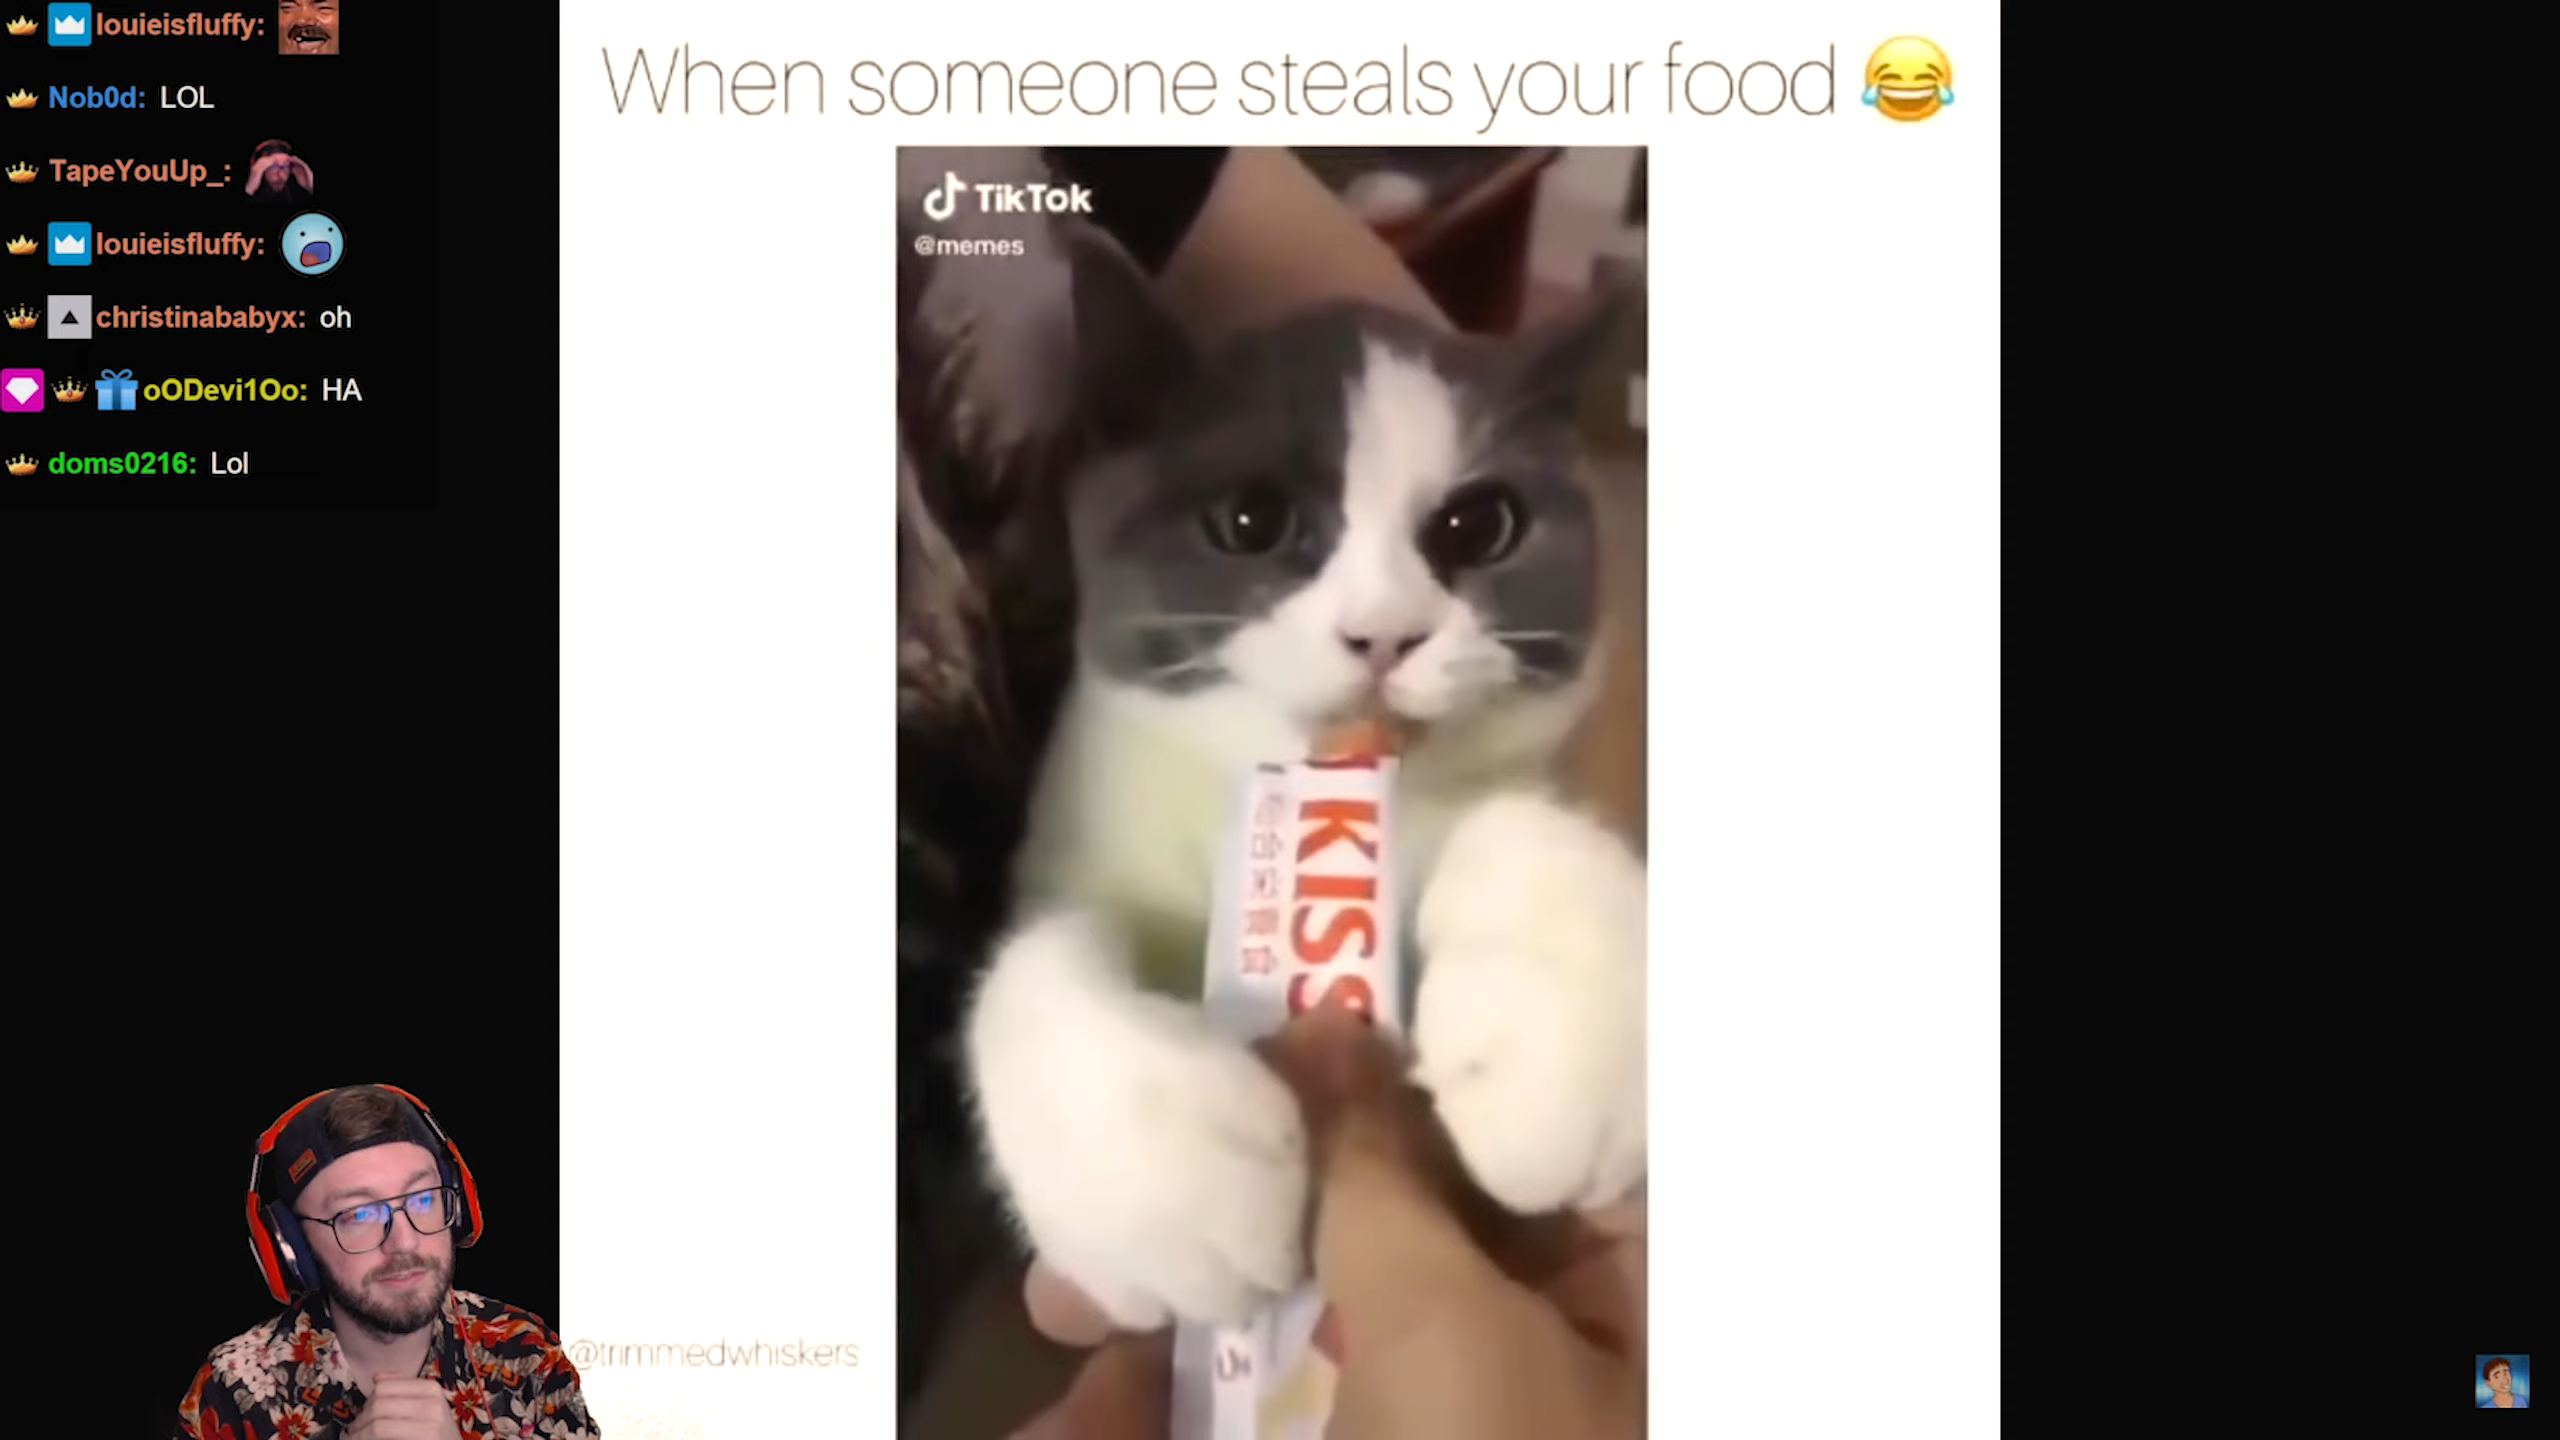 louieisfluffy:
Nob0d: LOL
TapeYouUp_:
louieisfluffy:
christinababyx: oh
oODevi1Oo: HA
doms0216: Lol
When someone steals your food 😂
TikTok
@memes
KISS
@trimmedwhiskers